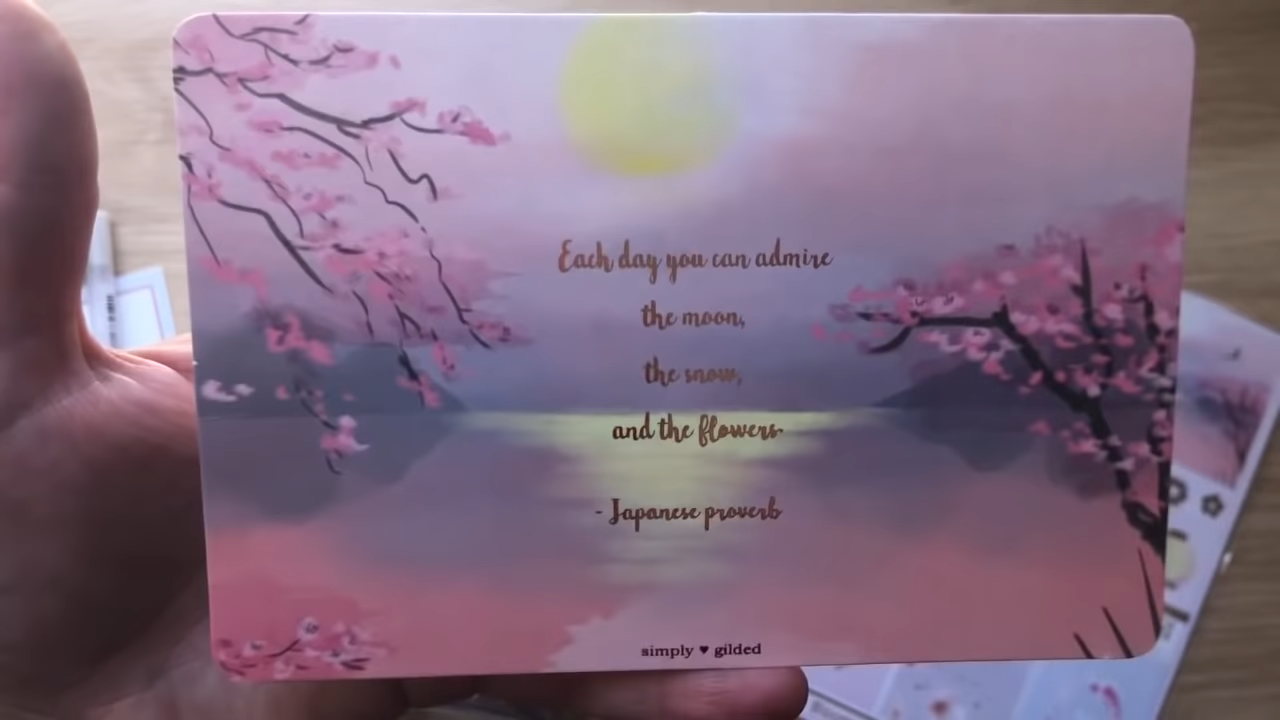 Each day you can admire
the moon,
the snow,
and the flowers.
- Japanese proverb
simply ♥ gilded